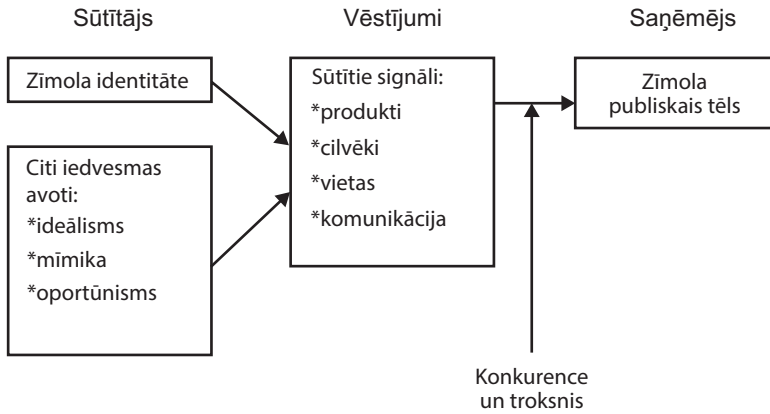 Sūtītājs
Vēstījumi
Saņēmējs
Zīmola identitāte
Citi iedvesmas
avoti:
*ideālisms
*mīmika
*oportūnisms
Sūtītie signāli:
*produkti
*cilvēki
*vietas
*komunikācija
Zīmola
publiskais tēls
Konkurence
un troksnis